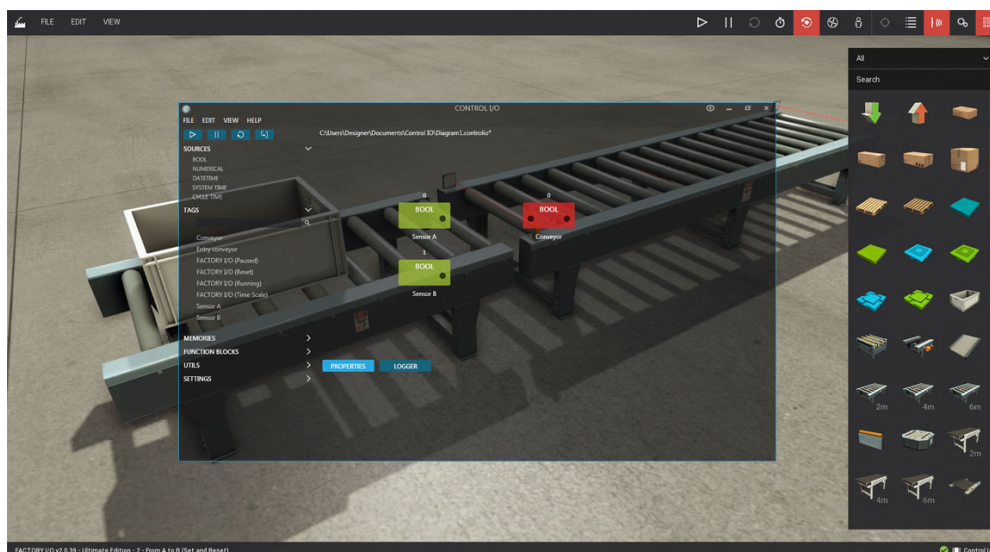 FILE EDIT VIEW
All
Search
CONTROL I/O
FILE EDIT VIEW HELP
C:\Users\Designer\Documents\Control IO\Diagram1.controlio*
SOURCES
BOOL
NUMERICAL
DATETIME
SYSTEM TIME
CYCLE TIME
TAGS
Conveyor
Entry conveyor
FACTORY I/O (Paused)
FACTORY I/O (Reset)
FACTORY I/O (Running)
FACTORY I/O (Time Scale)
Sensor A
Sensor B
MEMORIES
FUNCTION BLOCKS
UTILS
SETTINGS
0
BOOL
Sensor A
0
BOOL
Conveyor
1
BOOL
Sensor B
PROPERTIES LOGGER
2m 4m 6m
2m
4m 6m
FACTORY I/O v2.0.39 - Ultimate Edition - 2 - From A to B (Set and Reset)